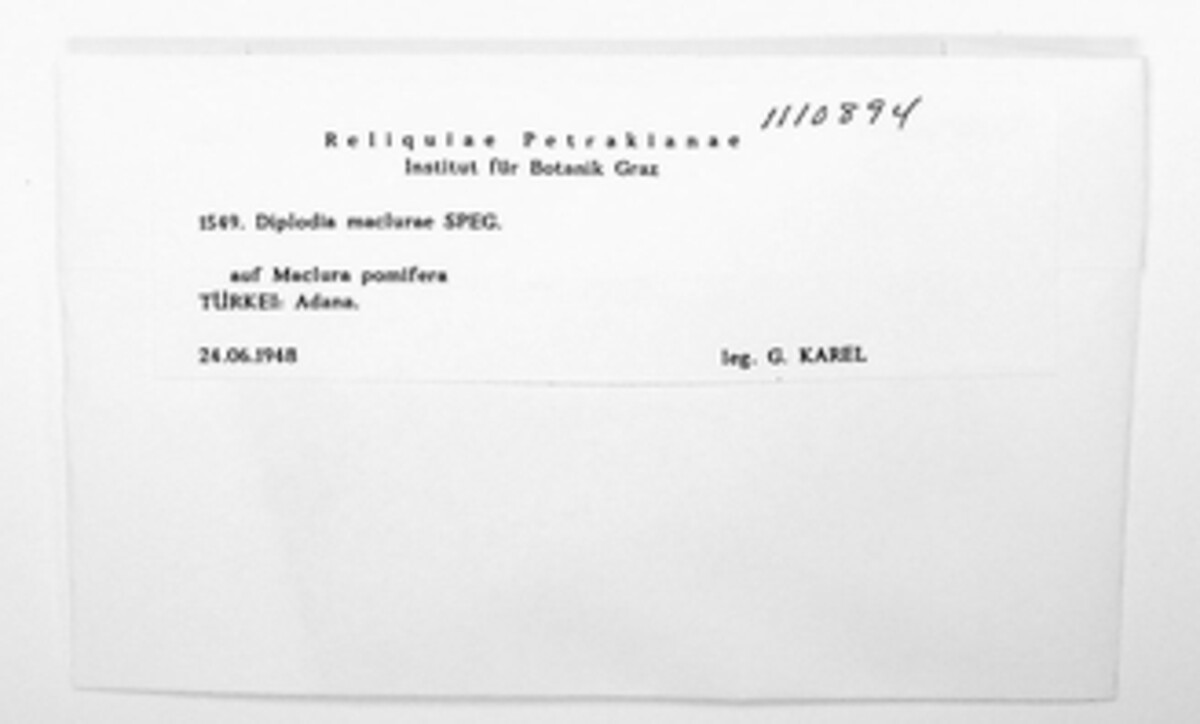 1110894
Reliquiae Petrakianae
Institut für Botanik Graz
1549. Diplodia maclurae SPEG.
auf Maclura pomifera
TÜRKEI: Adana.
24.06.1948
leg. G. KAREL